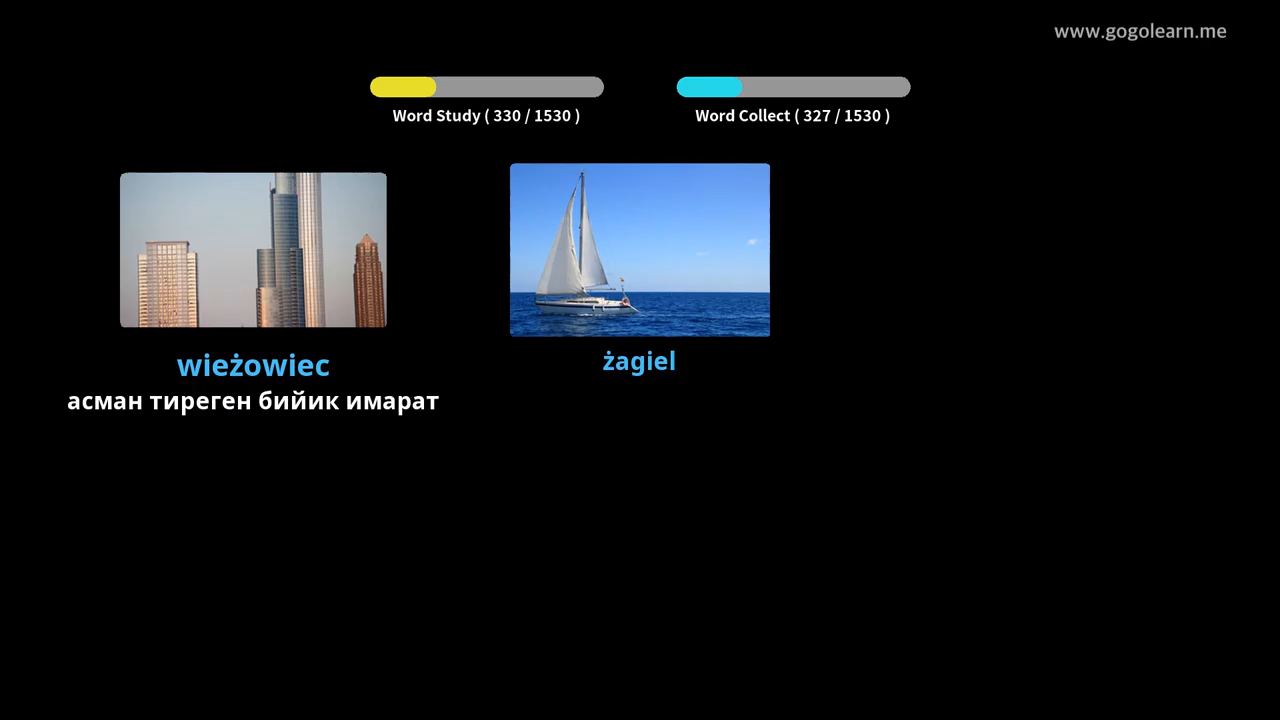 www.gogolearn.me
Word Study ( 330 / 1530 )
Word Collect ( 327 / 1530 )
wieżowiec
асман тиреген бийик имарат
żagiel